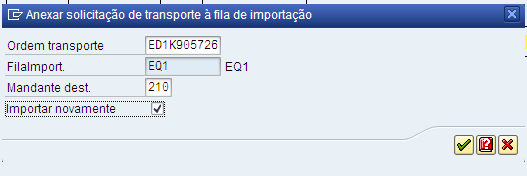 Anexar solicitação de transporte à fila de importação
Ordem transporte ED1K905726
FilaImport. EQ1 EQ1
Mandante dest. 210
Importar novamente